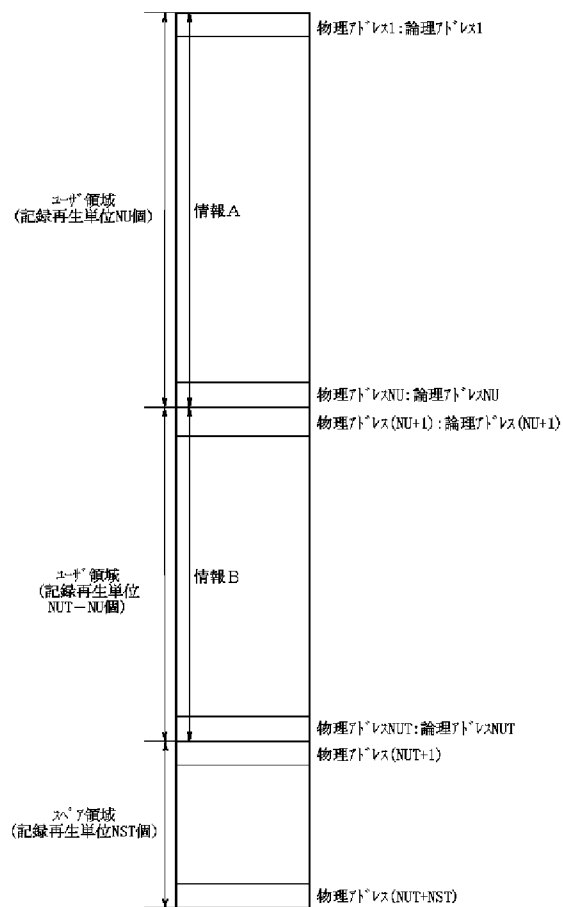 物理ｱﾄﾞﾚｽ1:論理ｱﾄﾞﾚｽ1
ﾕｰｻﾞ領域
(記録再生単位NU個)
情報A
物理ｱﾄﾞﾚｽNU:論理ｱﾄﾞﾚｽNU
物理ｱﾄﾞﾚｽ(NU+1):論理ｱﾄﾞﾚｽ(NU+1)
ﾕｰｻﾞ領域
(記録再生単位
NUT－NU個)
情報B
物理ｱﾄﾞﾚｽNUT:論理ｱﾄﾞﾚｽNUT
物理ｱﾄﾞﾚｽ(NUT+1)
ｽﾍﾟｱ領域
(記録再生単位NST個)
物理ｱﾄﾞﾚｽ(NUT+NST)